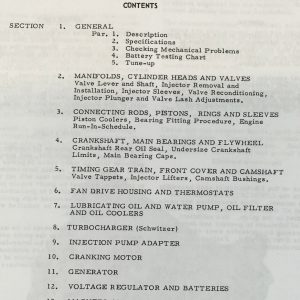 CONTENTS
SECTION 1. GENERAL
Par. 1. Description
2. Specifications
3. Checking Mechanical Problems
4. Battery Testing Chart
5. Tune-up
2. MANIFOLDS, CYLINDER HEADS AND VALVES
Valve Lever and Shaft, Injector Removal and
Installation, Injector Sleeves, Valve Reconditioning,
Injector Plunger and Valve Lash Adjustments.
3. CONNECTING RODS, PISTONS, RINGS AND SLEEVES
Piston Coolers, Bearing Fitting Procedure, Engine
Run-In-Schedule.
4. CRANKSHAFT, MAIN BEARINGS AND FLYWHEEL
Crankshaft Rear Oil Seal, Undersize Crankshaft
Limits, Main Bearing Caps.
5. TIMING GEAR TRAIN, FRONT COVER AND CAMSHAFT
Valve Tappets, Injector Lifters, Camshaft Bushings.
6. FAN DRIVE HOUSING AND THERMOSTATS
7. LUBRICATING OIL AND WATER PUMP, OIL FILTER
AND OIL COOLERS
8. TURBOCHARGER (Schwitzer)
9. INJECTION PUMP ADAPTER
10. CRANKING MOTOR
11. GENERATOR
12. VOLTAGE REGULATOR AND BATTERIES